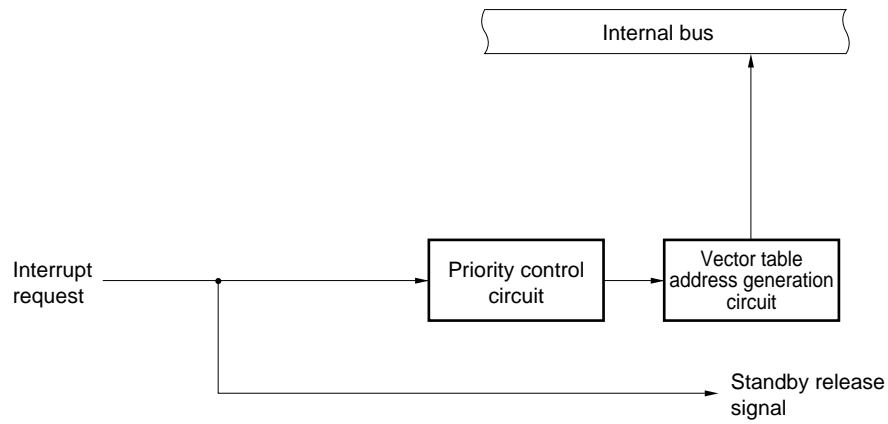 Internal bus
Interrupt
request
Priority control
circuit
Vector table
address generation
circuit
Standby release
signal